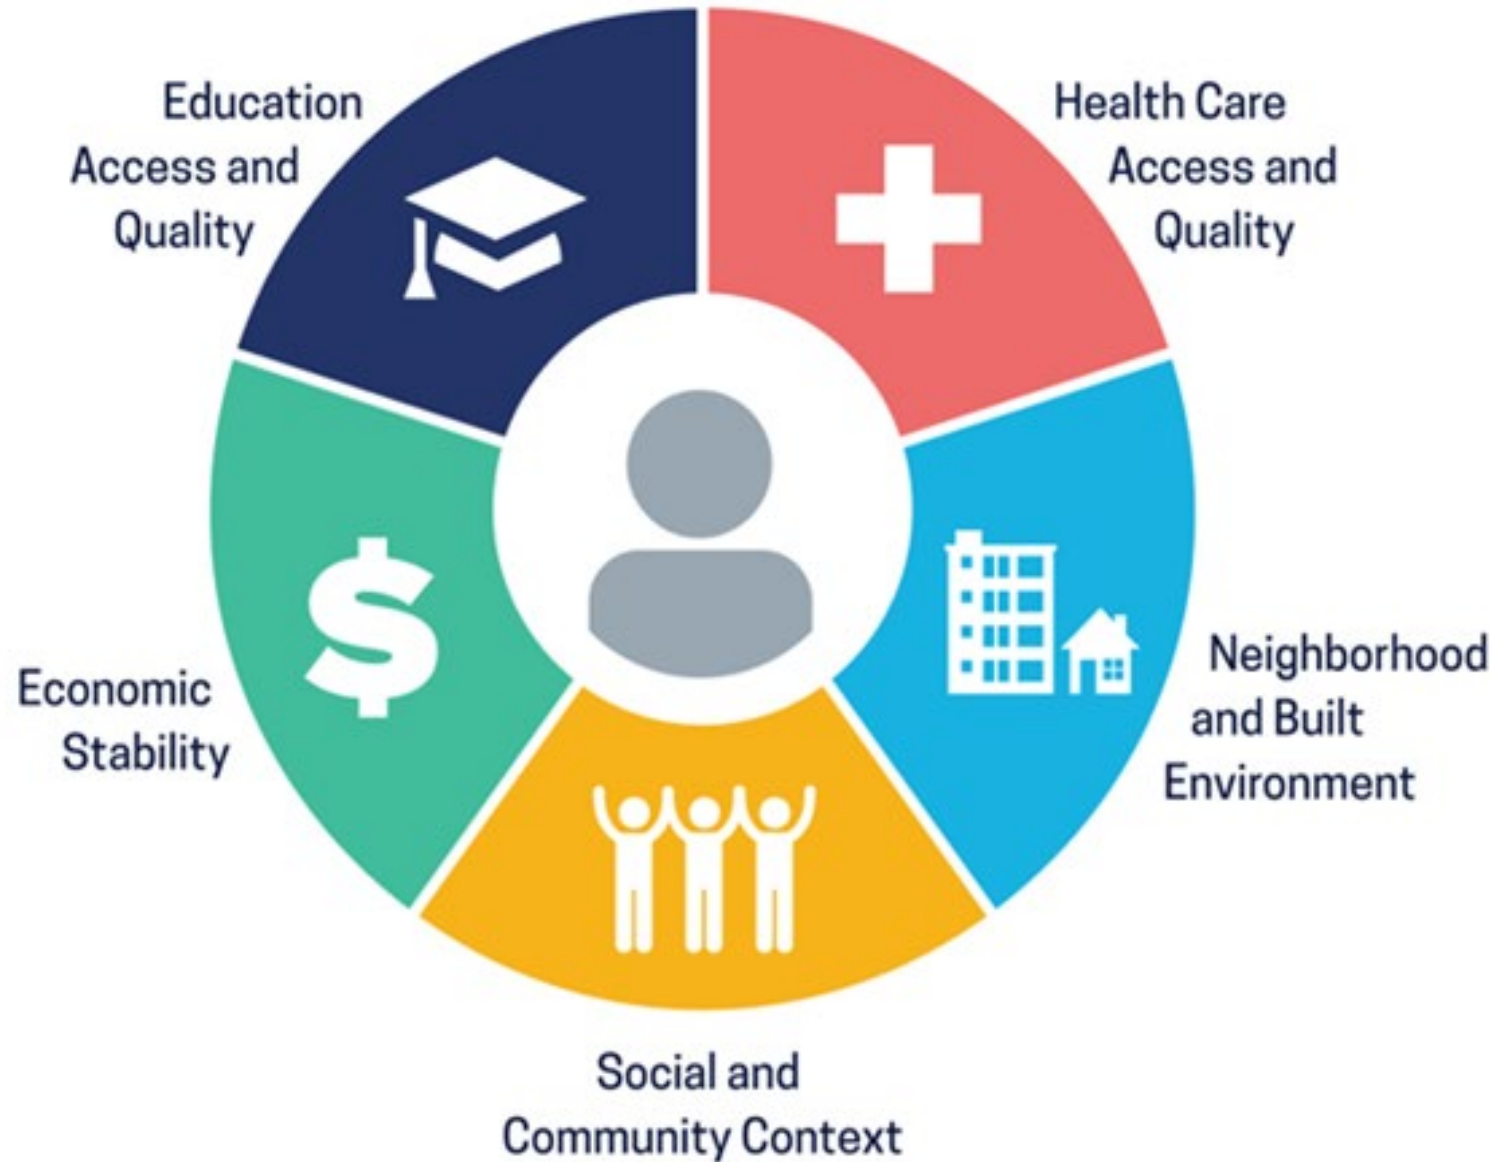 Education
Access and
Quality
Health Care
Access and
Quality
Economic
Stability
Neighborhood
and Built
Environment
Social and
Community Context
$